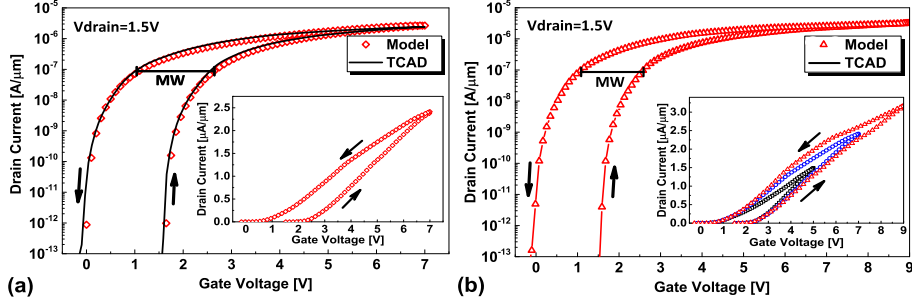 Vdrain=1.5V
Model
TCAD
MW
Drain Current [A/μm]
10^-5
10^-6
10^-7
10^-8
10^-9
10^-10
10^-11
10^-12
10^-13
0 1 2 3 4 5 6 7
Gate Voltage [V]
Drain Current [μA/μm]
2.5
2.0
1.5
1.0
0.5
0.0
0 1 2 3 4 5 6 7
Gate Voltage [V]
(a)
Vdrain=1.5V
Model
TCAD
MW
Drain Current [A/μm]
10^-5
10^-6
10^-7
10^-8
10^-9
10^-10
10^-11
10^-12
10^-13
0 1 2 3 4 5 6 7 8 9
Gate Voltage [V]
Drain Current [μA/μm]
3.0
2.5
2.0
1.5
1.0
0.5
0.0
0 1 2 3 4 5 6 7 8 9
Gate Voltage [V]
(b)